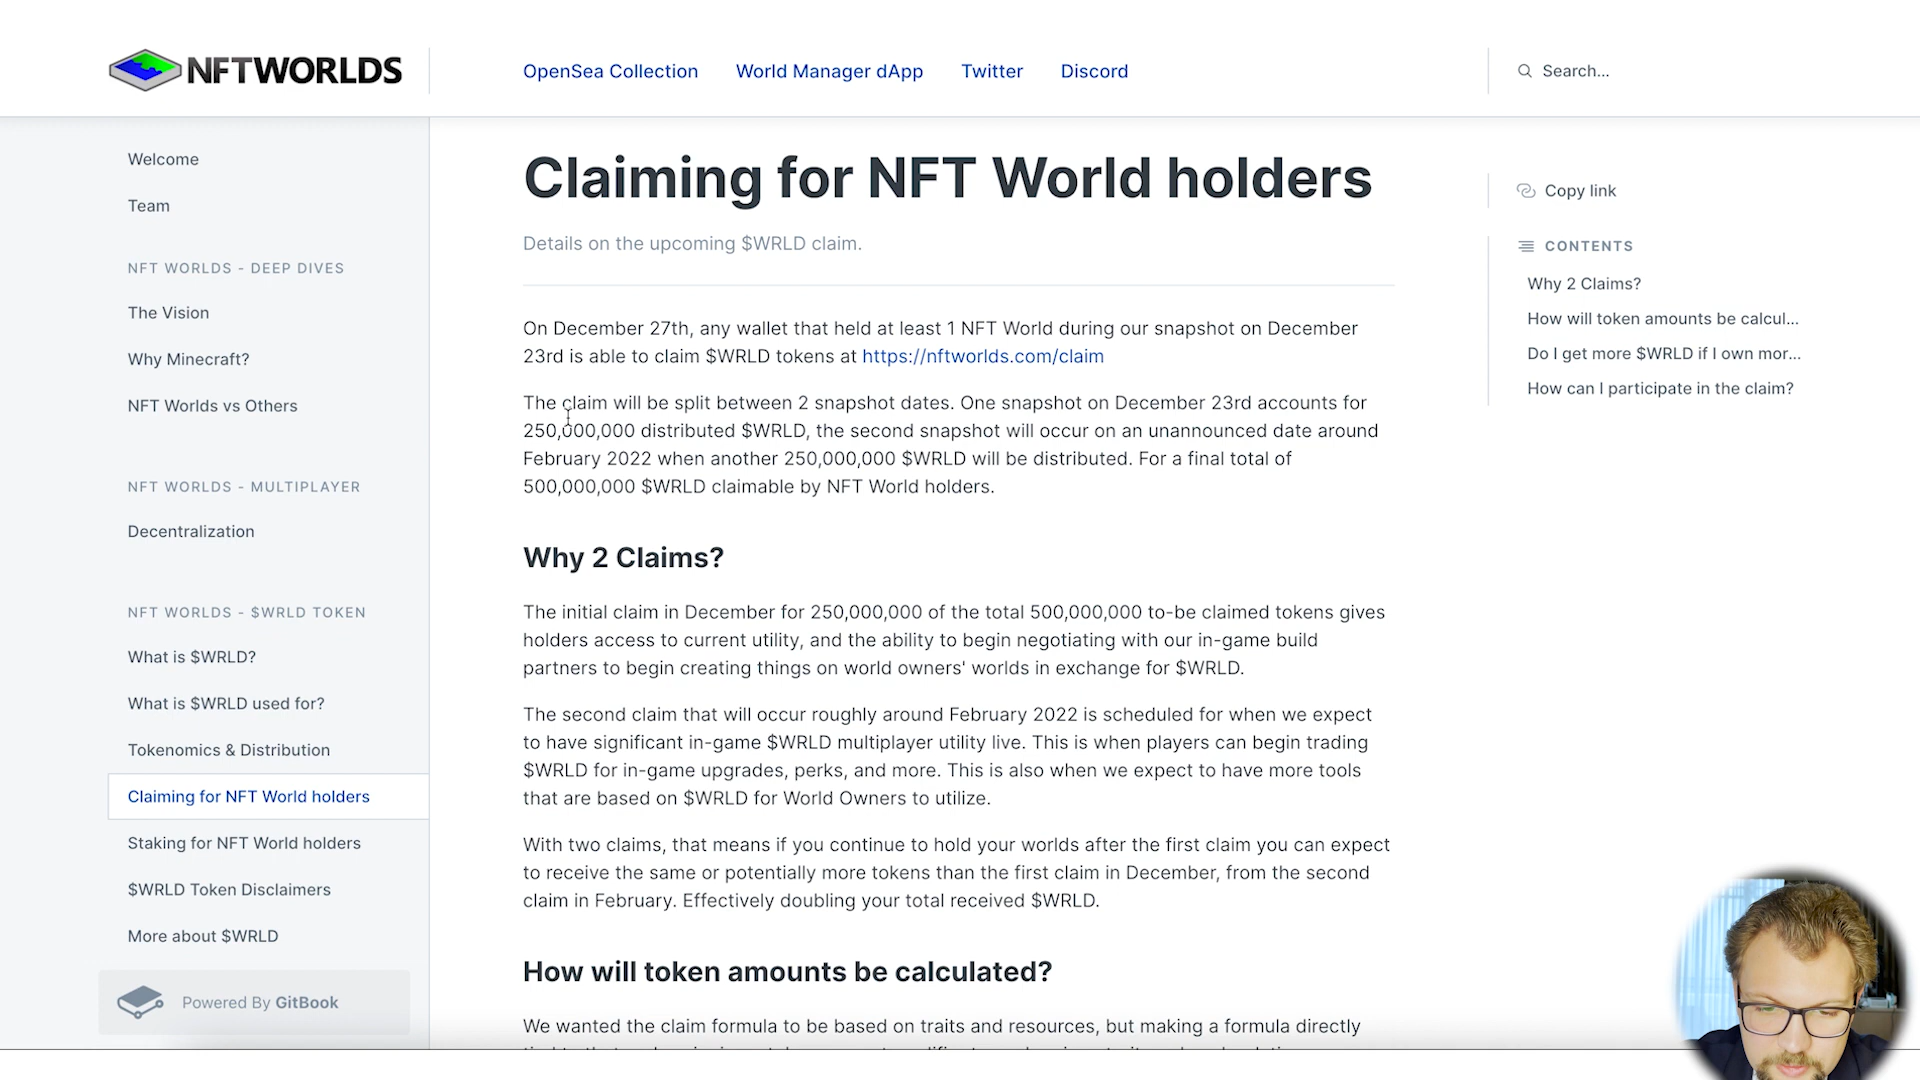 NFTWORLDS
OpenSea Collection
World Manager dApp
Twitter
Discord
Search...
Welcome
Team
NFT WORLDS - DEEP DIVES
The Vision
Why Minecraft?
NFT Worlds vs Others
NFT WORLDS - MULTIPLAYER
Decentralization
NFT WORLDS - $WRLD TOKEN
What is $WRLD?
What is $WRLD used for?
Tokenomics & Distribution
Claiming for NFT World holders
Staking for NFT World holders
$WRLD Token Disclaimers
More about $WRLD
Powered By GitBook
Claiming for NFT World holders
Details on the upcoming $WRLD claim.
On December 27th, any wallet that held at least 1 NFT World during our snapshot on December
23rd is able to claim $WRLD tokens at https://nftworlds.com/claim
The claim will be split between 2 snapshot dates. One snapshot on December 23rd accounts for
250,000,000 distributed $WRLD, the second snapshot will occur on an unannounced date around
February 2022 when another 250,000,000 $WRLD will be distributed. For a final total of
500,000,000 $WRLD claimable by NFT World holders.
Why 2 Claims?
The initial claim in December for 250,000,000 of the total 500,000,000 to-be claimed tokens gives
holders access to current utility, and the ability to begin negotiating with our in-game build
partners to begin creating things on world owners' worlds in exchange for $WRLD.
The second claim that will occur roughly around February 2022 is scheduled for when we expect
to have significant in-game $WRLD multiplayer utility live. This is when players can begin trading
$WRLD for in-game upgrades, perks, and more. This is also when we expect to have more tools
that are based on $WRLD for World Owners to utilize.
With two claims, that means if you continue to hold your worlds after the first claim you can expect
to receive the same or potentially more tokens than the first claim in December, from the second
claim in February. Effectively doubling your total received $WRLD.
How will token amounts be calculated?
We wanted the claim formula to be based on traits and resources, but making a formula directly
Copy link
CONTENTS
Why 2 Claims?
How will token amounts be calcul...
Do I get more $WRLD if I own mor...
How can I participate in the claim?